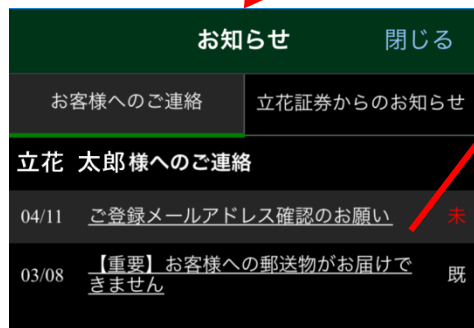 お知らせ 閉じる
お客様へのご連絡 立花証券からのお知らせ
立花 太郎様へのご連絡
04/11 ご登録メールアドレス確認のお願い 未
03/08 【重要】お客様への郵送物がお届けで
きません 既